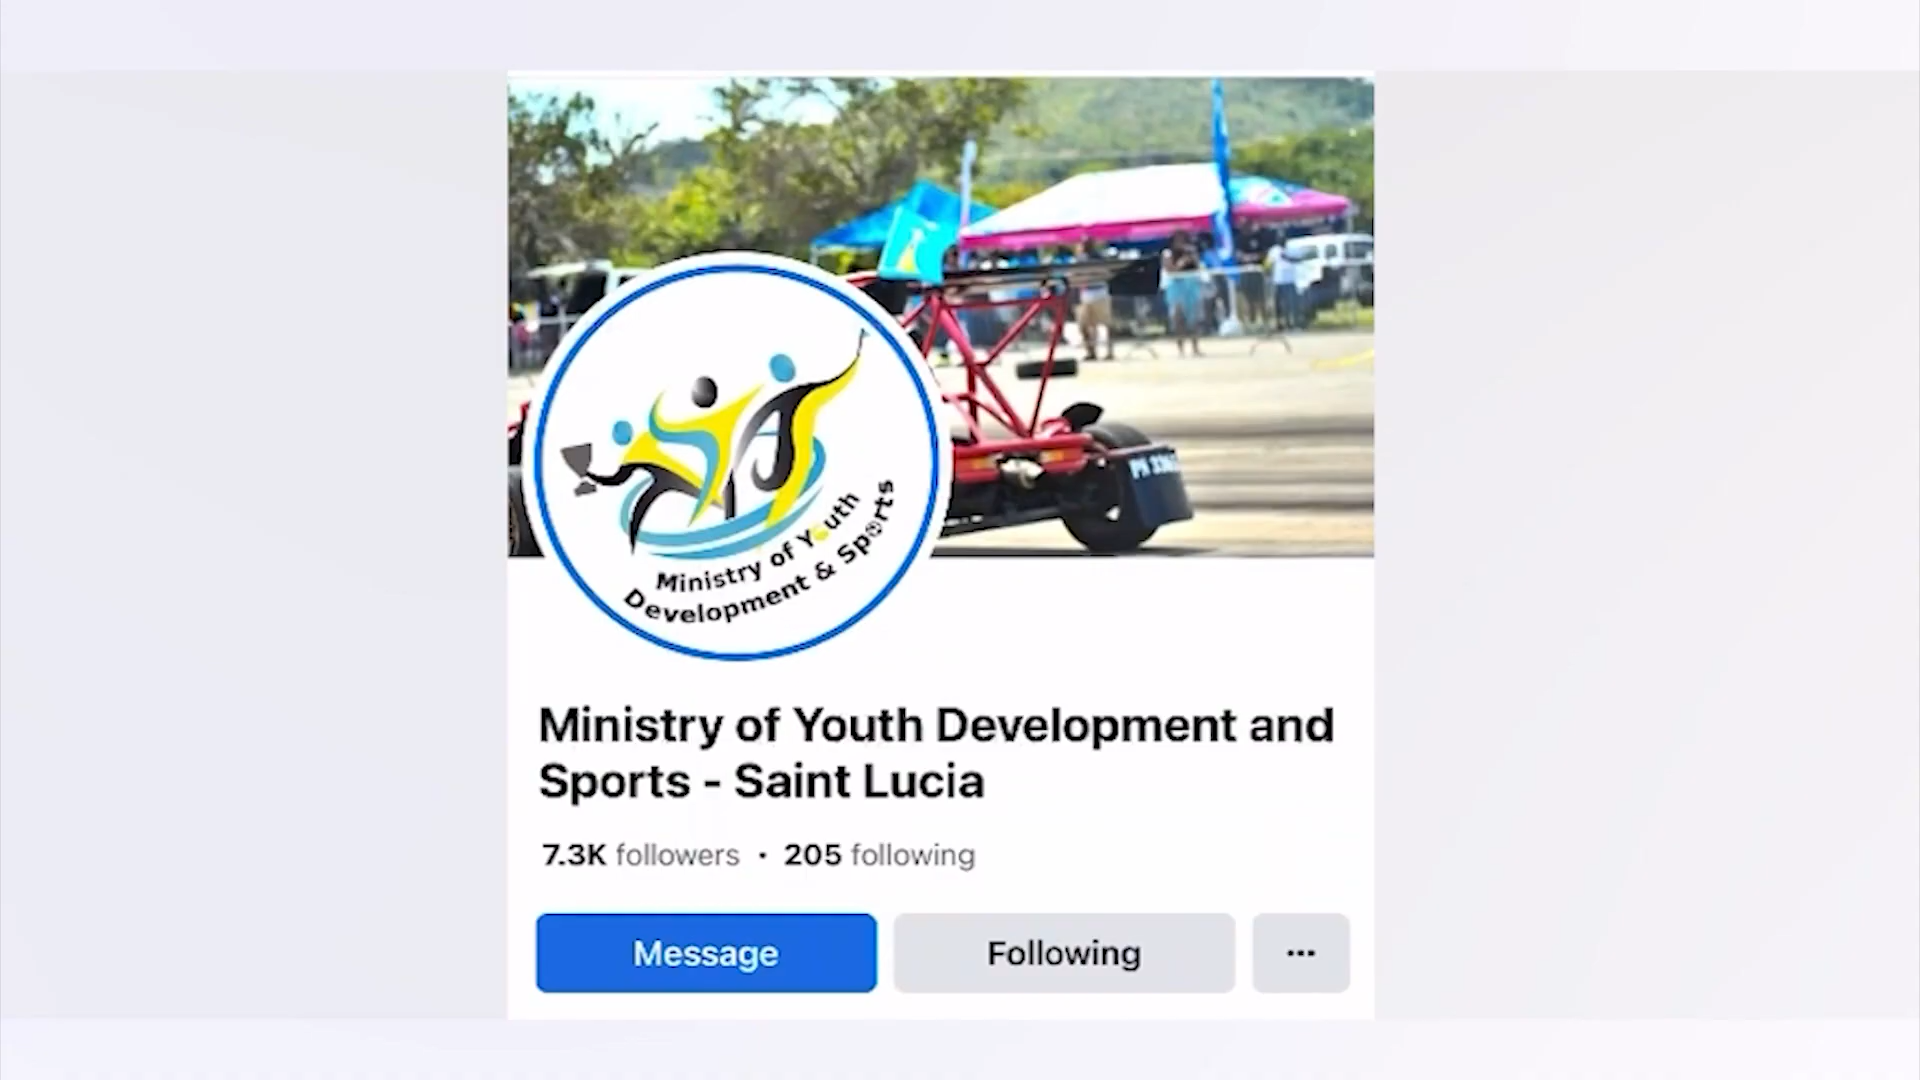 Ministry of Youth
Development & Sports
Ministry of Youth Development and
Sports - Saint Lucia
7.3K followers · 205 following
Message
Following